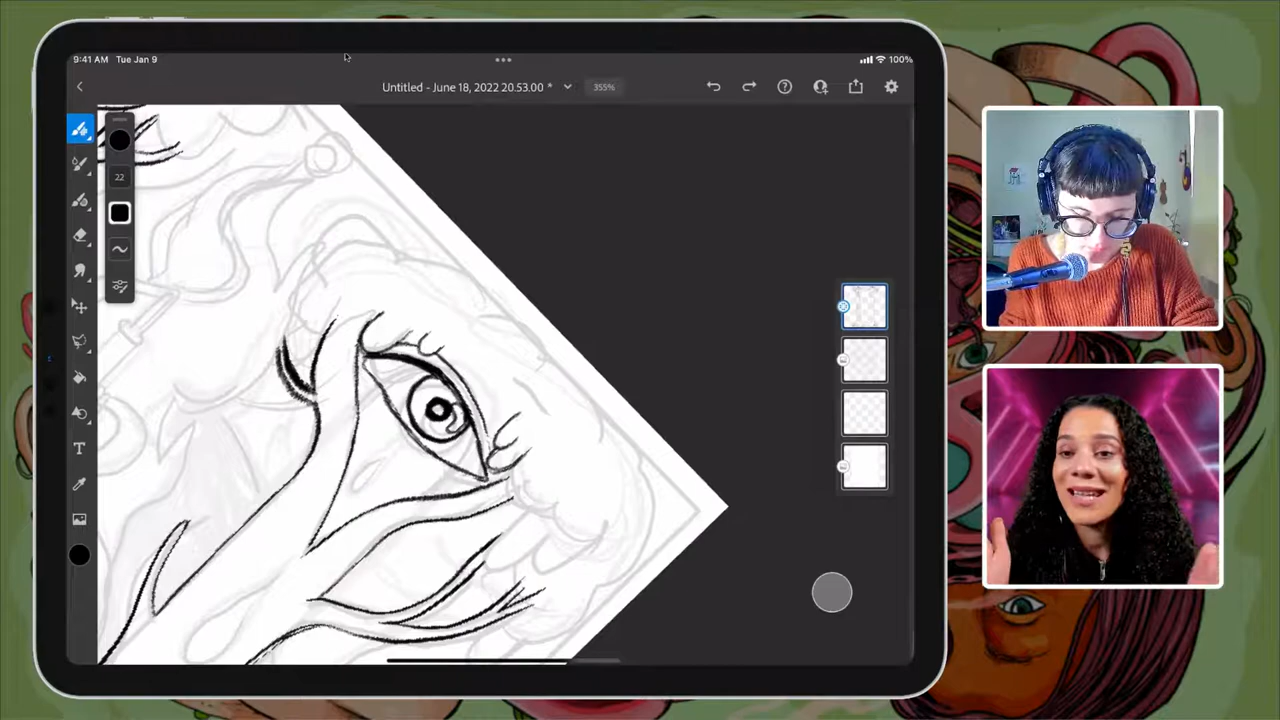 9:41 AM Tue Jan 9
100%
Untitled - June 18, 2022 20.53.00 *
355%
22
T